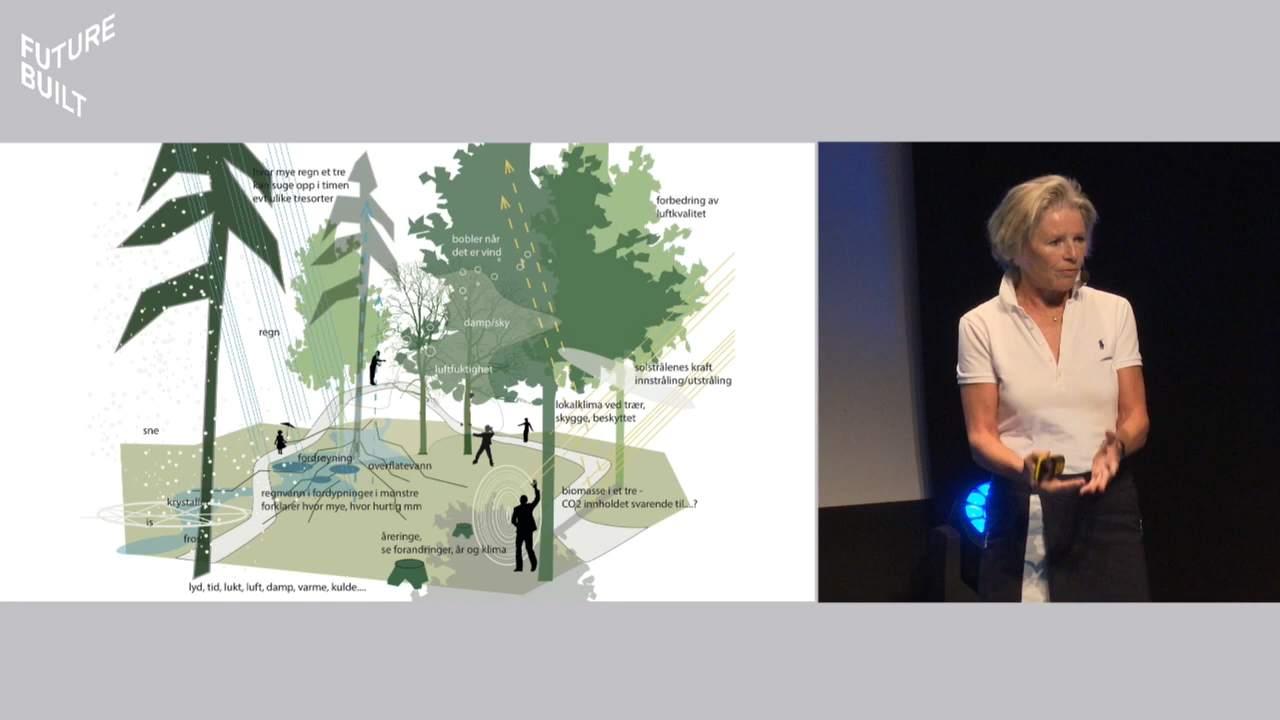 FUTURE
BUILT
hvor mye regn et tre
kan suge opp i timen
evt ulike tresorter
forbedring av
luftkvalitet
bobler når
det er vind
damp/sky
regn
luftfuktighet
solstrålenes kraft
innstråling/utstråling
lokalklima ved trær,
skygge, beskyttet
sne
fordrøyning
overflatevann
regnvann i fordypninger i mønstre
forklarer hvor mye, hvor hurtig mm
biomasse i et tre -
CO2 innholdet svarende til....?
krystaller
is
frost
åreringe,
se forandringer, år og klima
lyd, tid, lukt, luft, damp, varme, kulde....